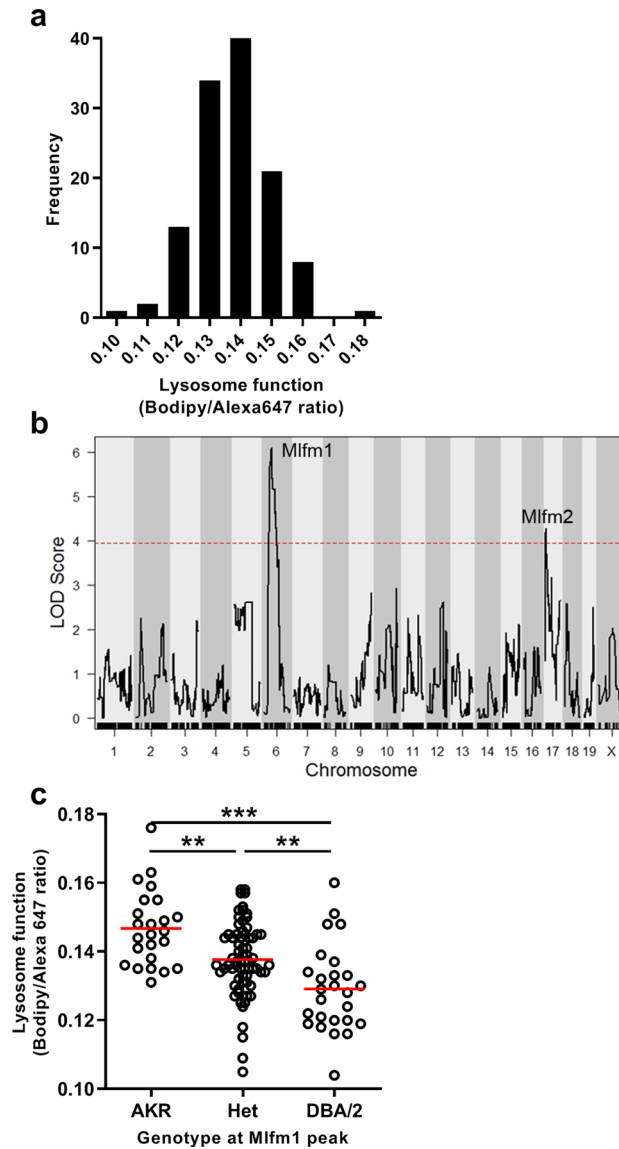 a
40
30
20
10
0
Frequency
0.10 0.11 0.12 0.13 0.14 0.15 0.16 0.17 0.18
Lysosome function
(Bodipy/Alexa647 ratio)
b
6
5
4
3
2
1
0
LOD Score
Mlfm1
Mlfm2
1 2 3 4 5 6 7 8 9 10 11 12 13 14 15 16 17 18 19 X
Chromosome
c
0.18
0.16
0.14
0.12
0.10
Lysosome function
(Bodipy/Alexa 647 ratio)
***
** **
AKR Het DBA/2
Genotype at Mlfm1 peak